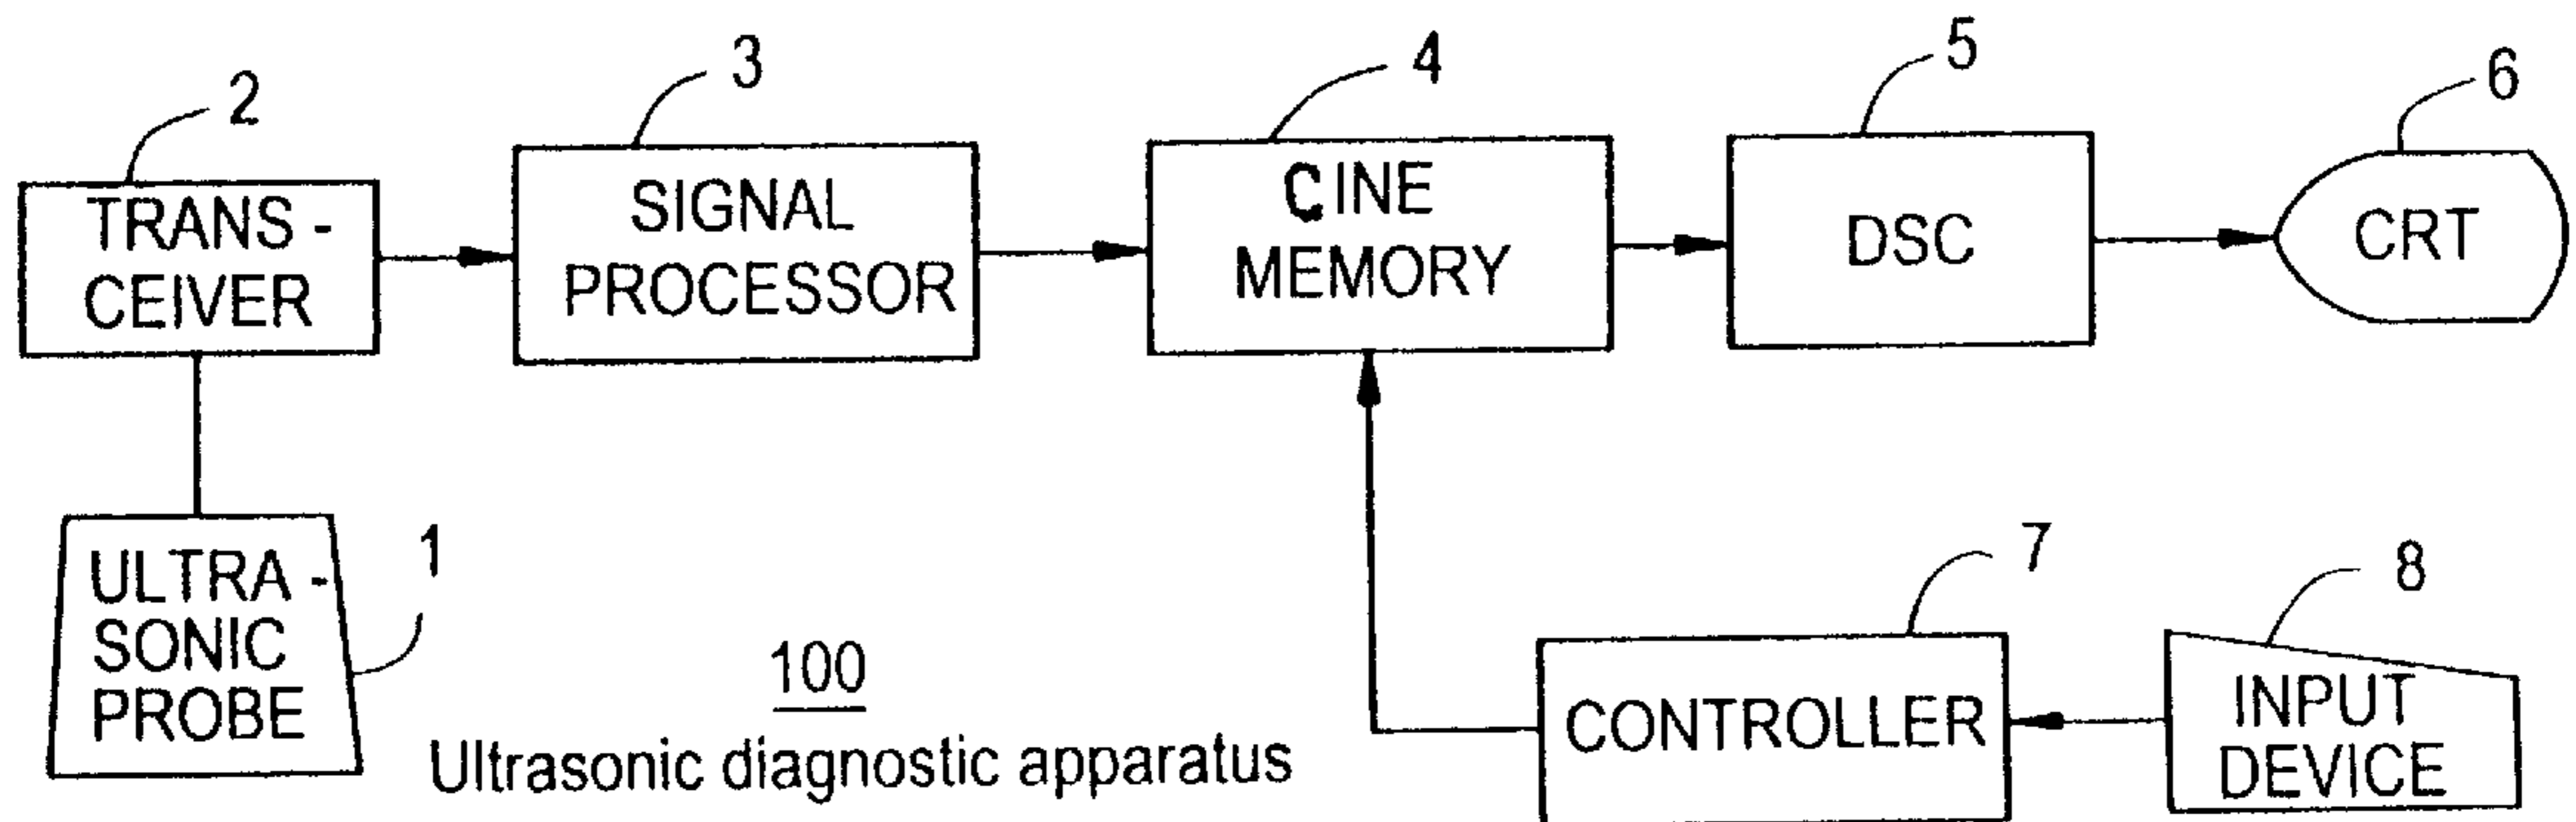 2
3
4
5
6
TRANS -
CEIVER
SIGNAL
PROCESSOR
CINE
MEMORY
DSC
CRT
1
ULTRA -
SONIC
PROBE
100
Ultrasonic diagnostic apparatus
7
CONTROLLER
8
INPUT
DEVICE